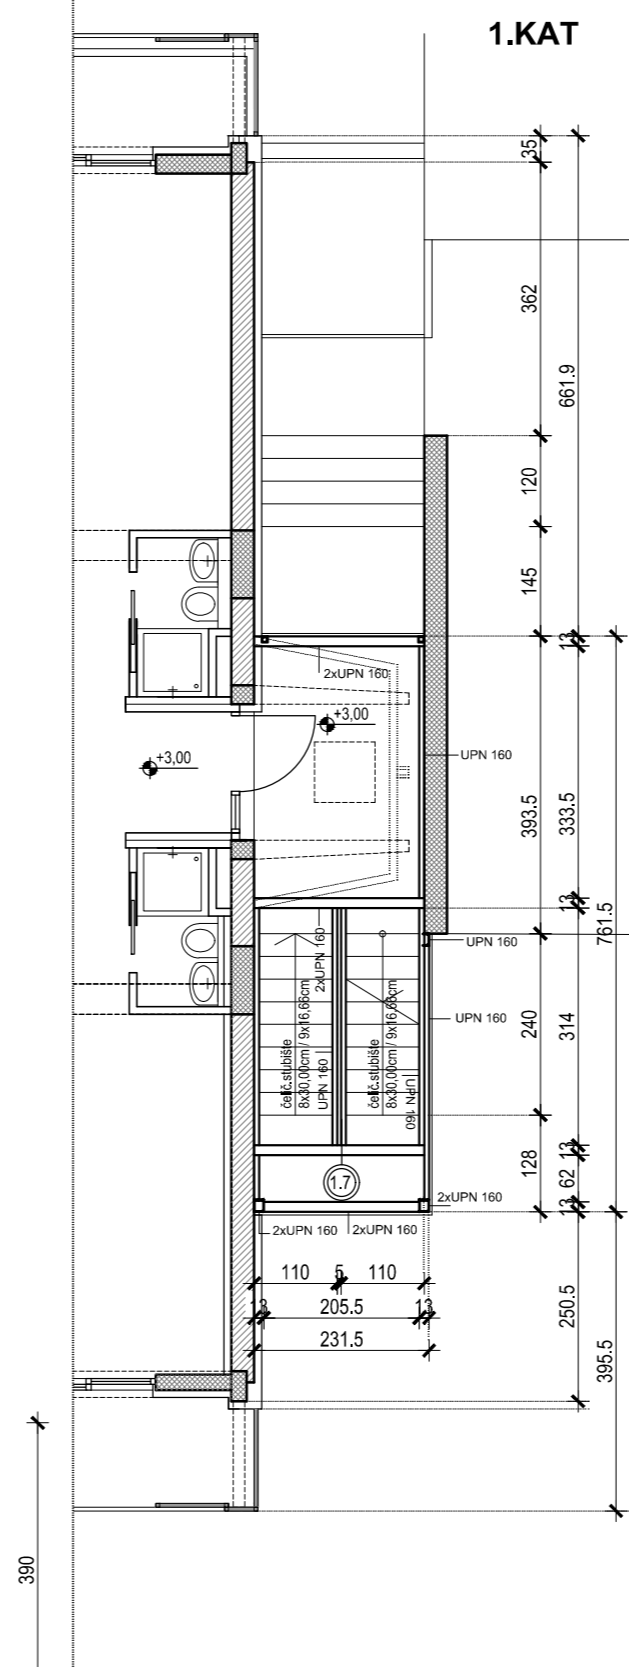 1.KAT
35
362
661.9
120
145
13
2xUPN 160
+3,00
+3,00
UPN 160
393.5
333.5
13
761.5
UPN 160
2xUPN 160
čelič.stubište
8x30,00cm / 9x16,66cm
UPN 160
čelič.stubište
8x30,00cm / 9x16,66cm
UPN 160
UPN 160
240
314
13
128
62
1.7
2xUPN 160
13
2xUPN 160
2xUPN 160
110
5
110
13
205.5
13
231.5
250.5
395.5
390